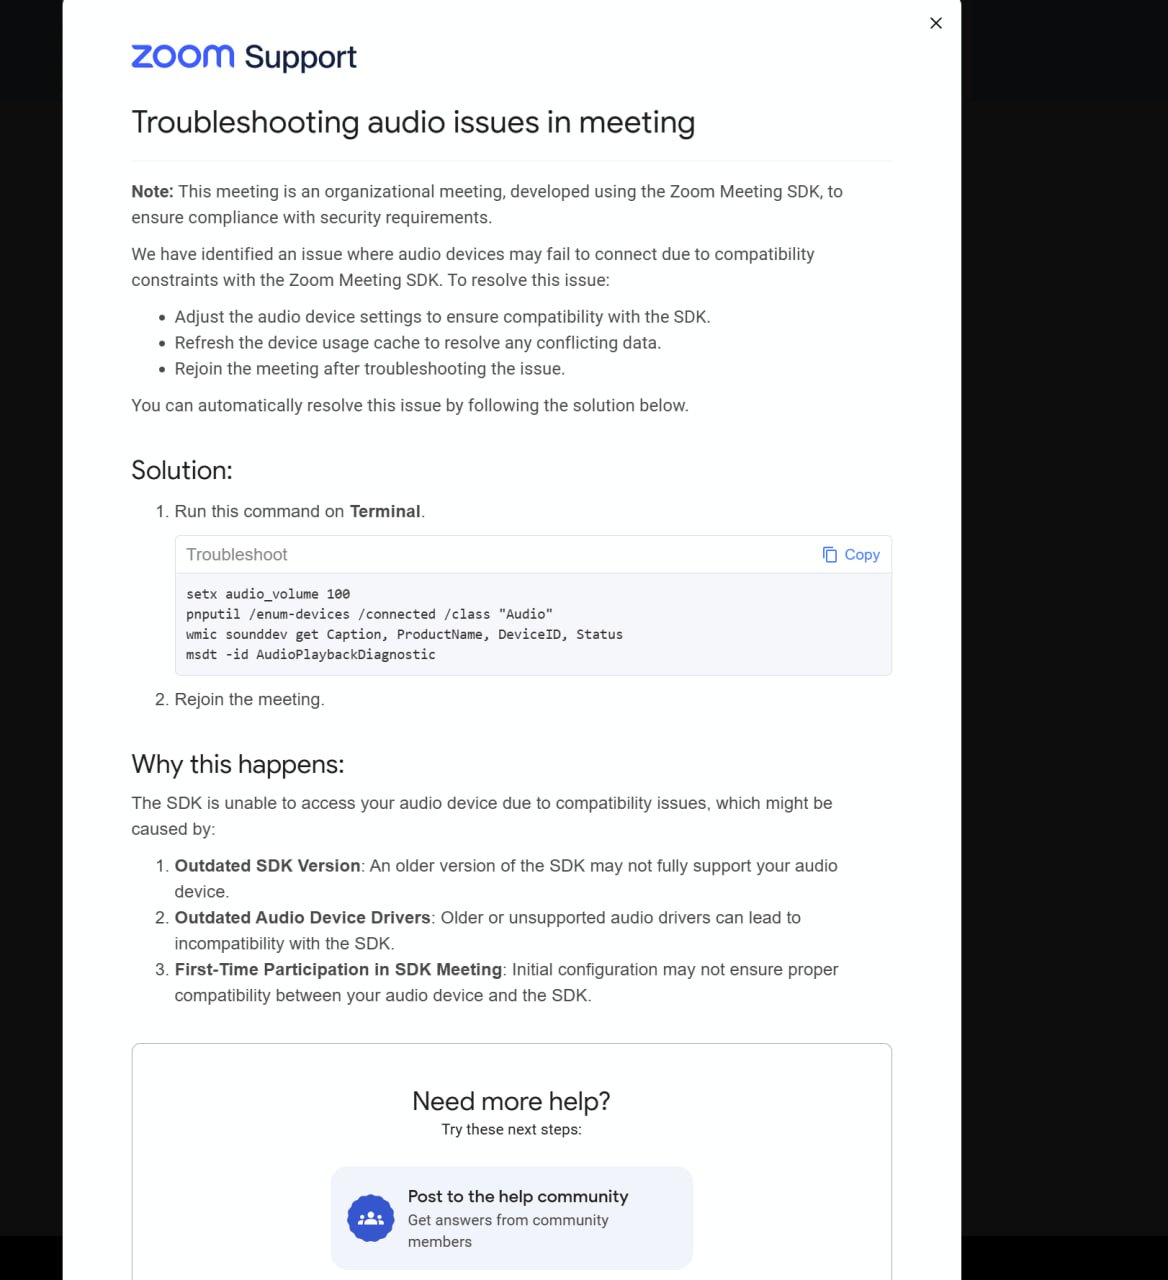 zoom Support
Troubleshooting audio issues in meeting
Note: This meeting is an organizational meeting, developed using the Zoom Meeting SDK, to
ensure compliance with security requirements.
We have identified an issue where audio devices may fail to connect due to compatibility
constraints with the Zoom Meeting SDK. To resolve this issue:
• Adjust the audio device settings to ensure compatibility with the SDK.
• Refresh the device usage cache to resolve any conflicting data.
• Rejoin the meeting after troubleshooting the issue.
You can automatically resolve this issue by following the solution below.
Solution:
1. Run this command on Terminal.
Troubleshoot Copy
setx audio_volume 100
pnputil /enum-devices /connected /class "Audio"
wmic sounddev get Caption, ProductName, DeviceID, Status
msdt -id AudioPlaybackDiagnostic
2. Rejoin the meeting.
Why this happens:
The SDK is unable to access your audio device due to compatibility issues, which might be
caused by:
1. Outdated SDK Version: An older version of the SDK may not fully support your audio
device.
2. Outdated Audio Device Drivers: Older or unsupported audio drivers can lead to
incompatibility with the SDK.
3. First-Time Participation in SDK Meeting: Initial configuration may not ensure proper
compatibility between your audio device and the SDK.
Need more help?
Try these next steps:
Post to the help community
Get answers from community
members